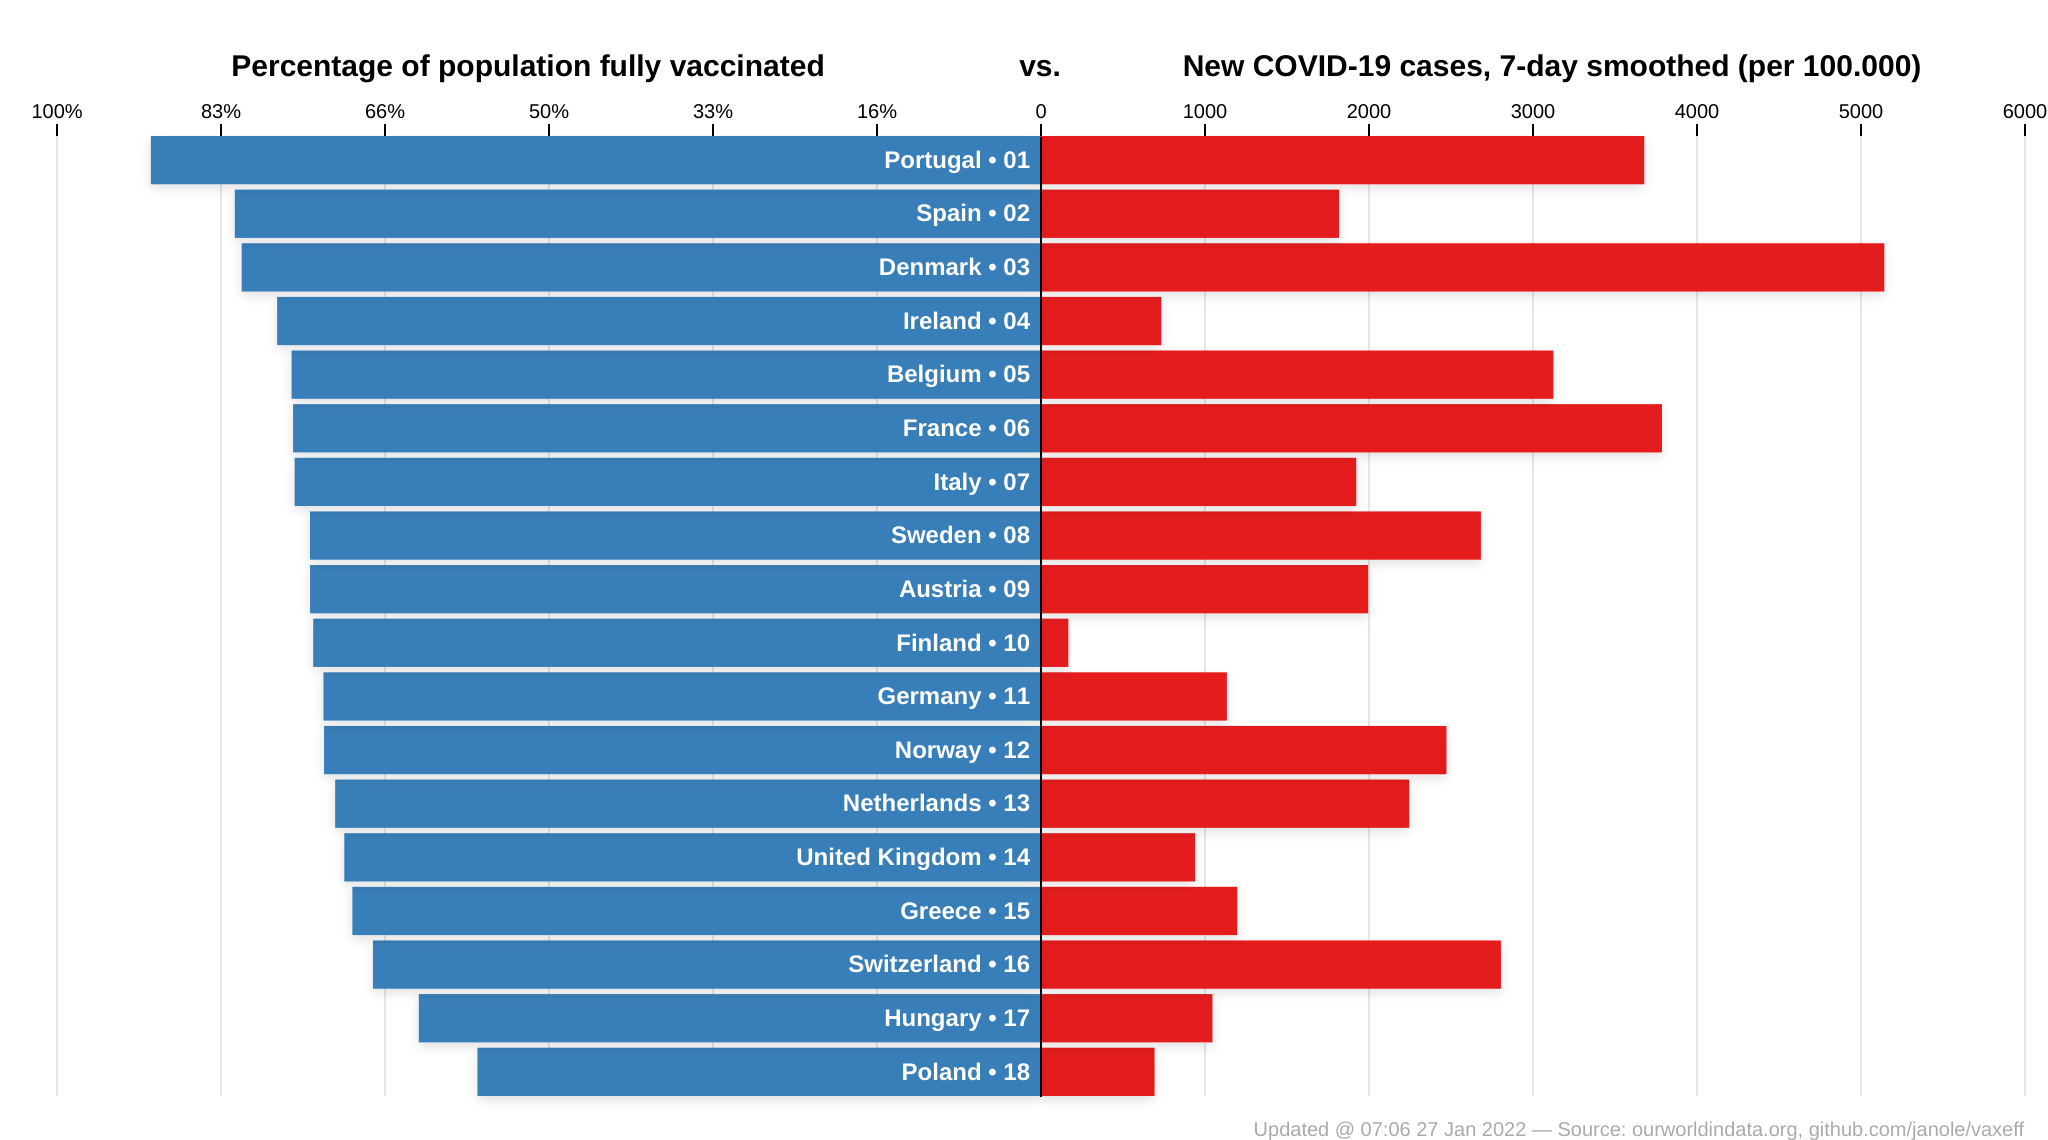 Percentage of population fully vaccinated vs. New COVID-19 cases, 7-day smoothed (per 100.000)
100% 83% 66% 50% 33% 16% 0 1000 2000 3000 4000 5000 6000
Portugal • 01
Spain • 02
Denmark • 03
Ireland • 04
Belgium • 05
France • 06
Italy • 07
Sweden • 08
Austria • 09
Finland • 10
Germany • 11
Norway • 12
Netherlands • 13
United Kingdom • 14
Greece • 15
Switzerland • 16
Hungary • 17
Poland • 18
Updated @ 07:06 27 Jan 2022 — Source: ourworldindata.org, github.com/janole/vaxeff